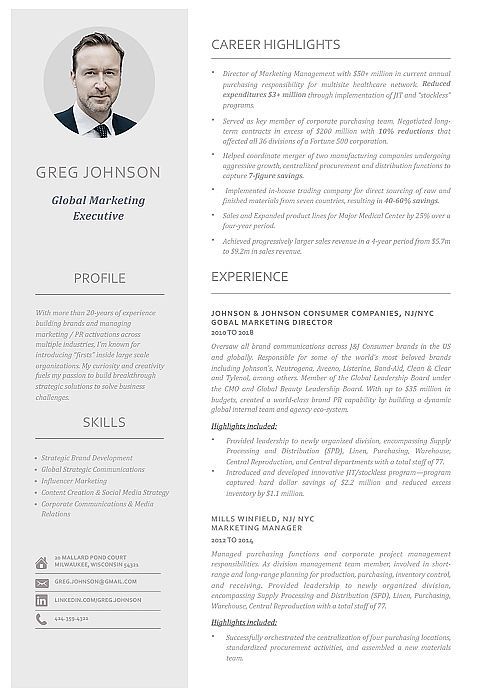 GREG JOHNSON
Global Marketing
Executive
PROFILE
With more than 20-years of experience
building brands and managing
marketing / PR activations across
multiple industries, I'm known for
introducing "firsts" inside large scale
organizations. My curiosity and creativity
fuels my passion to build breakthrough
strategic solutions to solve business
challenges.
SKILLS
• Strategic Brand Development
• Global Strategic Communications
• Influencer Marketing
• Content Creation & Social Media Strategy
• Corporate Communications & Media
Relations
20 MALLARD POND COURT
MILWAUKEE, WISCONSIN 54321
GREG.JOHNSON@GMAIL.COM
LINKEDIN.COM/GREG.JOHNSON
414-359-4322
CAREER HIGHLIGHTS
• Director of Marketing Management with $50+ million in current annual
purchasing responsibility for multisite healthcare network. Reduced
expenditures $3+ million through implementation of JIT and "stockless"
programs.
• Served as key member of corporate purchasing team. Negotiated long-
term contracts in excess of $200 million with 10% reductions that
affected all 36 divisions of a Fortune 500 corporation.
• Helped coordinate merger of two manufacturing companies undergoing
aggressive growth, centralized procurement and distribution functions to
capture 7-figure savings.
• Implemented in-house trading company for direct sourcing of raw and
finished materials from seven countries, resulting in 40-60% savings.
• Sales and Expanded product lines for Major Medical Center by 25% over a
four-year period.
• Achieved progressively larger sales revenue in a 4-year period from $5.7m
to $9.2m in sales revenue.
EXPERIENCE
JOHNSON & JOHNSON CONSUMER COMPANIES, NJ/NYC
GOBAL MARKETING DIRECTOR
2010 TO 2018
Oversaw all brand communications across J&J Consumer brands in the US
and globally. Responsible for some of the world's most beloved brands
including Johnson's, Neutrogena, Aveeno, Listerine, Band-Aid, Clean & Clear
and Tylenol, among others. Member of the Global Leadership Board under
the CMO and Global Beauty Leadership Board. With up to $35 million in
budgets, created a world-class brand PR capability by building a dynamic
global internal team and agency eco-system.
Highlights included:
• Provided leadership to newly organized division, encompassing Supply
Processing and Distribution (SPD), Linen, Purchasing, Warehouse,
Central Reproduction, and Central departments with a total staff of 77.
• Introduced and developed innovative JIT/stockless program—program
captured hard dollar savings of $2.2 million and reduced excess
inventory by $1.1 million.
MILLS WINFIELD, NJ/ NYC
MARKETING MANAGER
2012 TO 2014
Managed purchasing functions and corporate project management
responsibilities. As division management team member, involved in short-
range and long-range planning for production, purchasing, inventory control,
and receiving. Provided leadership to newly organized division,
encompassing Supply Processing and Distribution (SPD), Linen, Purchasing,
Warehouse, Central Reproduction with a total staff of 77.
Highlights included:
• Successfully orchestrated the centralization of four purchasing locations,
standardized procurement activities, and assembled a new materials
team.